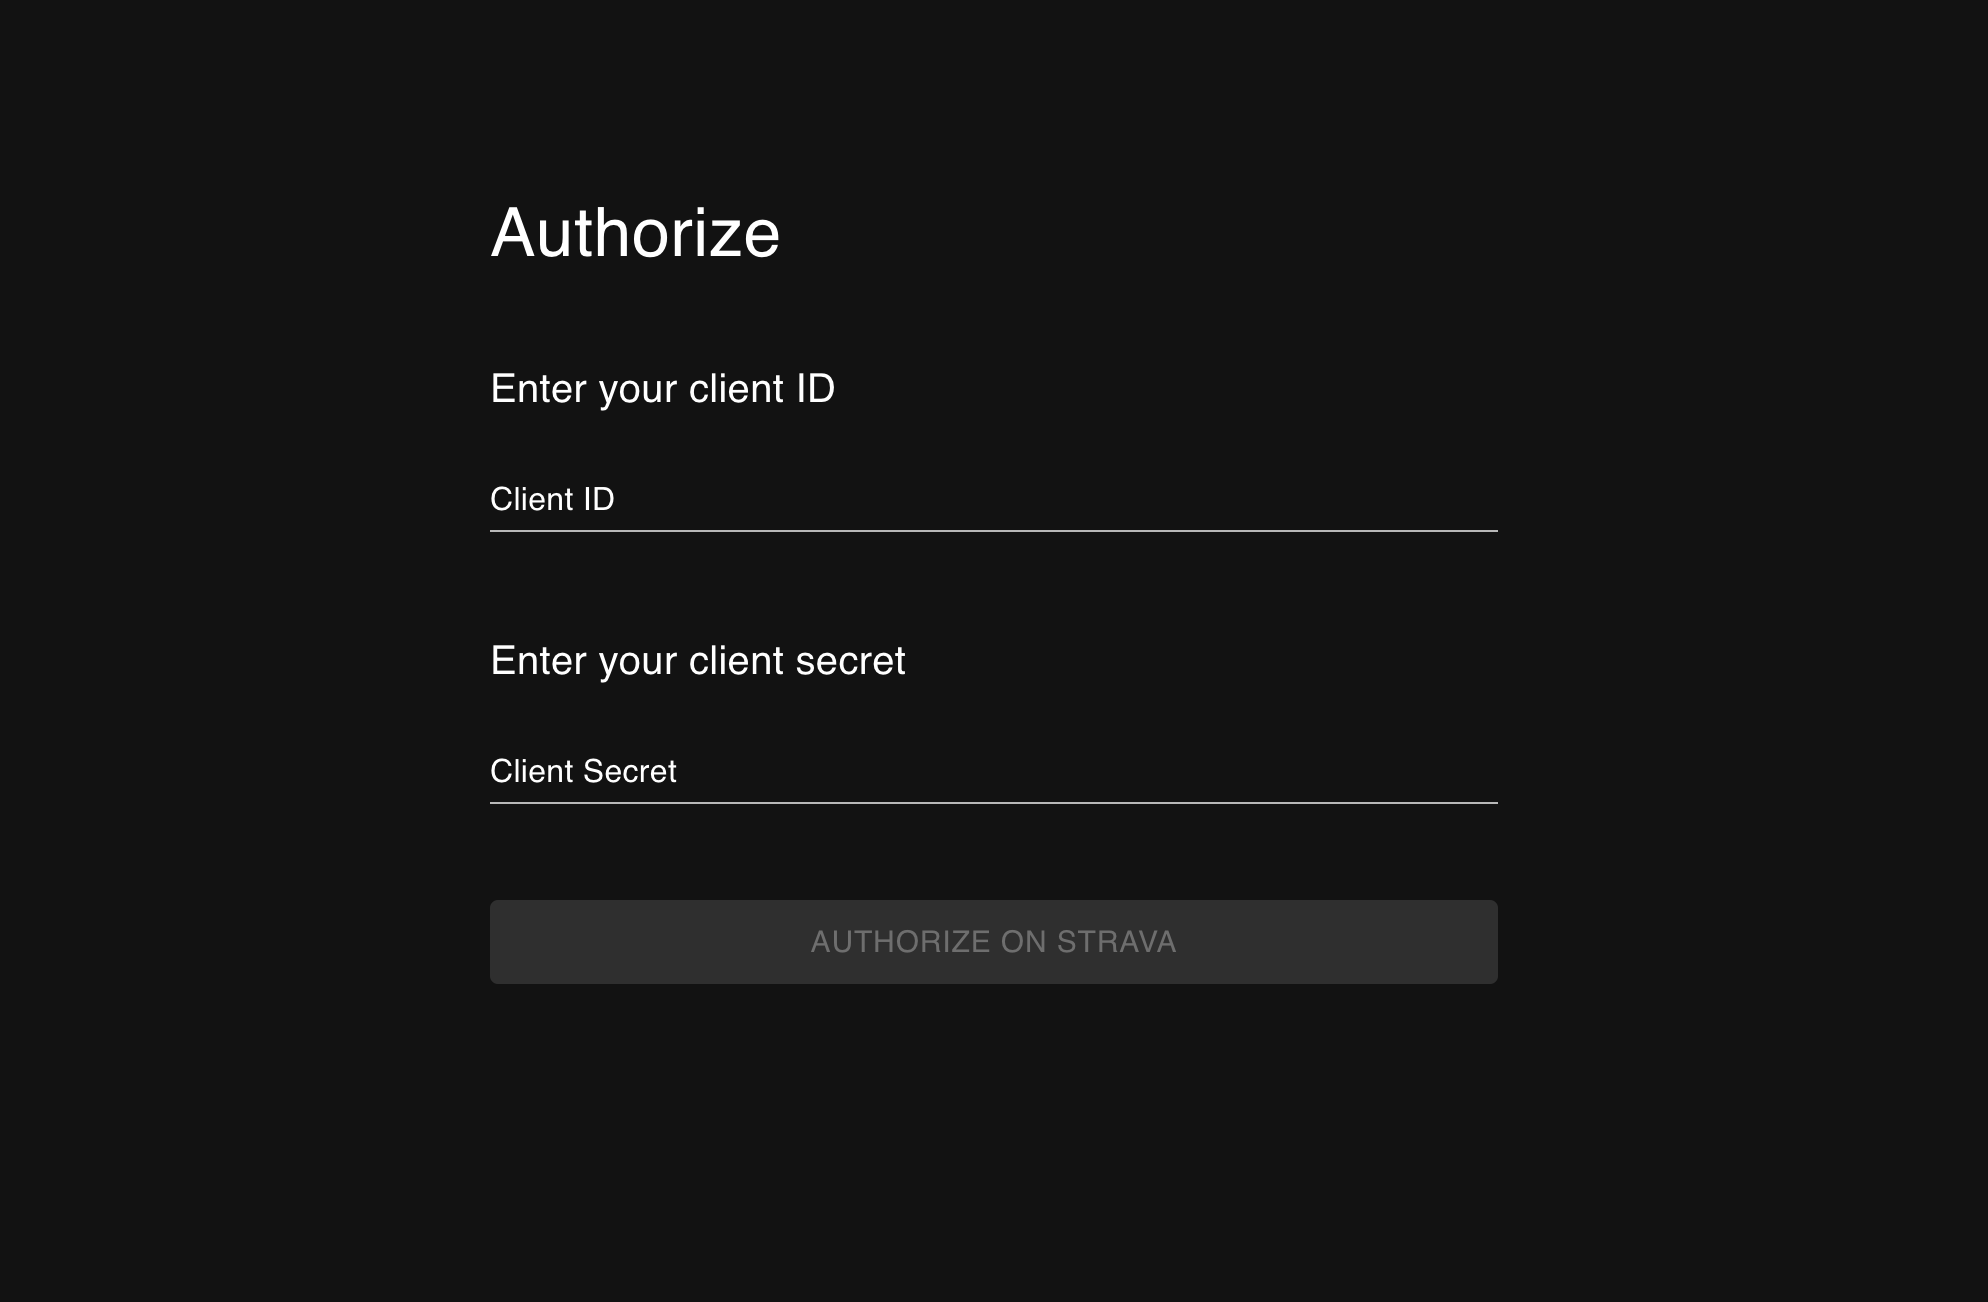 Authorize
Enter your client ID
Client ID
Enter your client secret
Client Secret
AUTHORIZE ON STRAVA